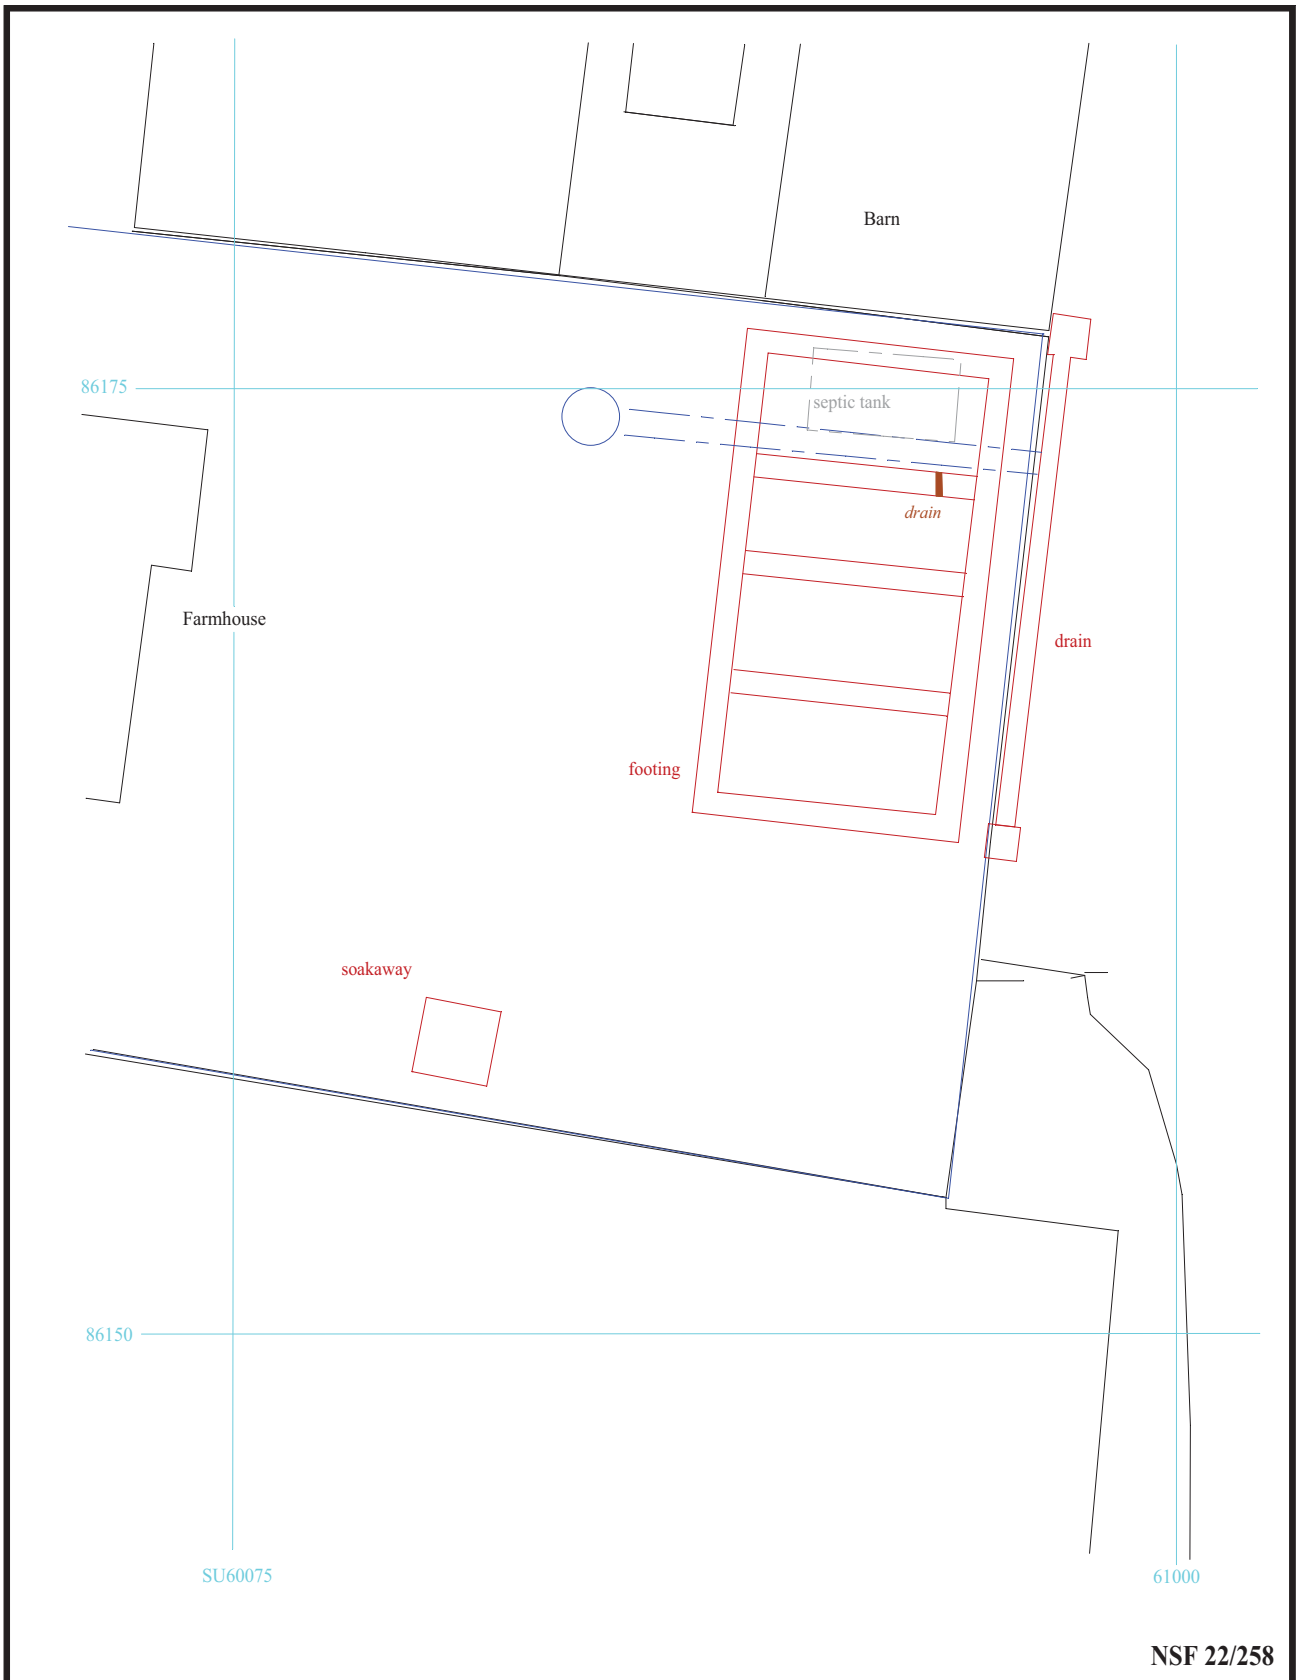 Barn
86175
septic tank
drain
Farmhouse
drain
footing
soakaway
86150
SU60075
61000
NSF 22/258